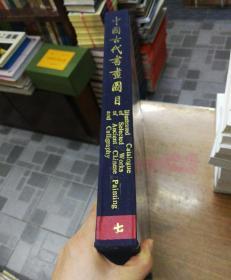 中國古代書畫圖目
Illustrated Catalogue
of Selected Works
of Ancient Chinese Painting
and Calligraphy
七